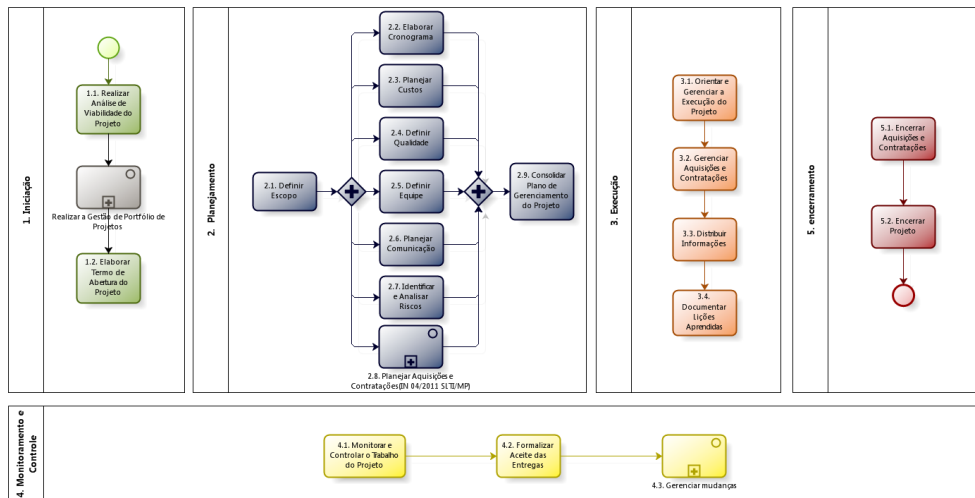 1. Iniciação
1.1. Realizar
Análise de
Viabilidade do
Projeto
Realizar a Gestão de Portfólio de
Projetos
1.2. Elaborar
Termo de
Abertura do
Projeto
2. Planejamento
2.1. Definir
Escopo
2.2. Elaborar
Cronograma
2.3. Planejar
Custos
2.4. Definir
Qualidade
2.5. Definir
Equipe
2.6. Planejar
Comunicação
2.7. Identificar
e Analisar
Riscos
2.8. Planejar Aquisições e
Contratações(IN 04/2011 SLTI/MP)
2.9. Consolidar
Plano de
Gerenciamento
do Projeto
3. Execução
3.1. Orientar e
Gerenciar a
Execução do
Projeto
3.2. Gerenciar
Aquisições e
Contratações
3.3. Distribuir
Informações
3.4.
Documentar
Lições
Aprendidas
5. encerramento
5.1. Encerrar
Aquisições e
Contratações
5.2. Encerrar
Projeto
4. Monitoramento e
Controle
4.1. Monitorar e
Controlar o Trabalho
do Projeto
4.2. Formalizar
Aceite das
Entregas
4.3. Gerenciar mudanças